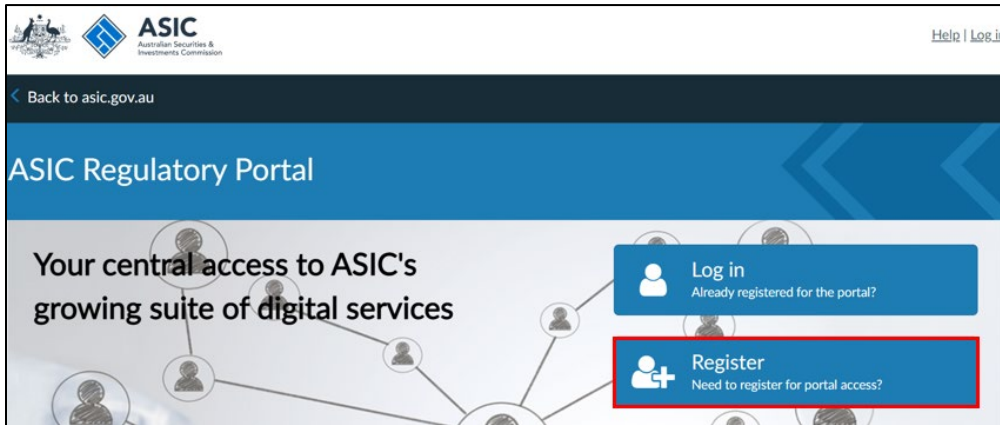 ASIC
Australian Securities &
Investments Commission
Help | Log in
Back to asic.gov.au
ASIC Regulatory Portal
Your central access to ASIC's
growing suite of digital services
Log in
Already registered for the portal?
Register
Need to register for portal access?